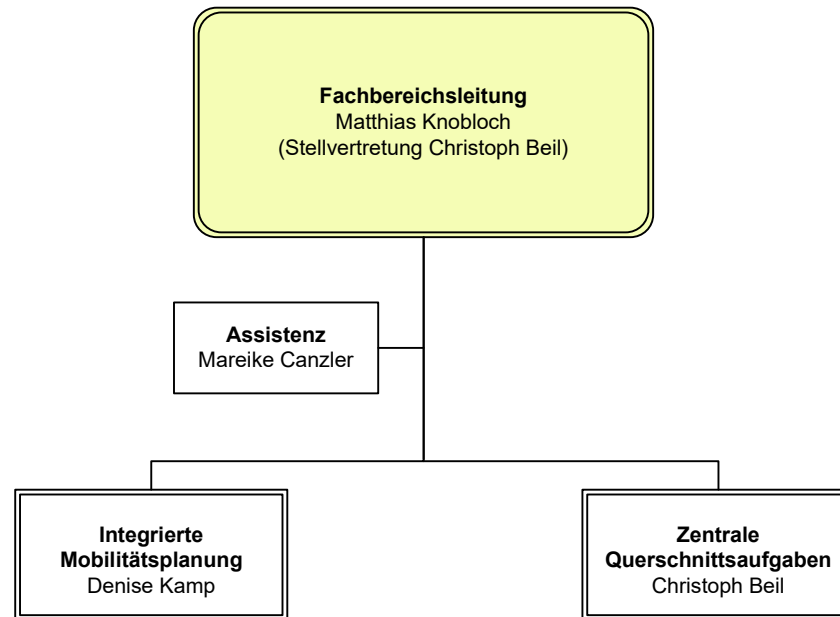 Fachbereichsleitung
Matthias Knobloch
(Stellvertretung Christoph Beil)
Assistenz
Mareike Canzler
Integrierte
Mobilitätsplanung
Denise Kamp
Zentrale
Querschnittsaufgaben
Christoph Beil